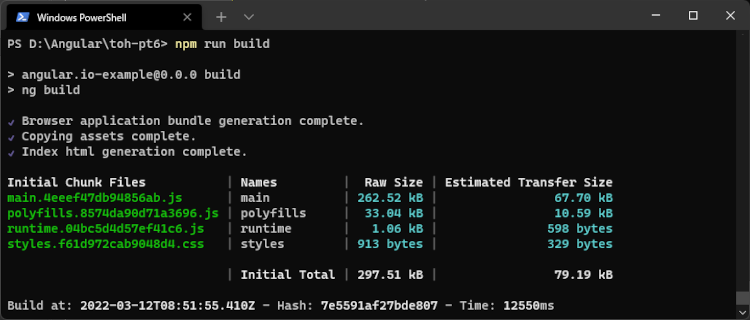 Windows PowerShell
PS D:\Angular\toh-pt6> npm run build
> angular.io-example@0.0.0 build
> ng build
✓ Browser application bundle generation complete.
✓ Copying assets complete.
✓ Index html generation complete.
Initial Chunk Files | Names | Raw Size | Estimated Transfer Size
main.4eeef47db94856ab.js | main | 262.52 kB | 67.70 kB
polyfills.8574da90d71a3696.js | polyfills | 33.04 kB | 10.59 kB
runtime.04bc5d4d57ef41c6.js | runtime | 1.06 kB | 598 bytes
styles.f61d972cab9048d4.css | styles | 913 bytes | 329 bytes
| Initial Total | 297.51 kB | 79.19 kB
Build at: 2022-03-12T08:51:55.410Z - Hash: 7e5591af27bde807 - Time: 12550ms